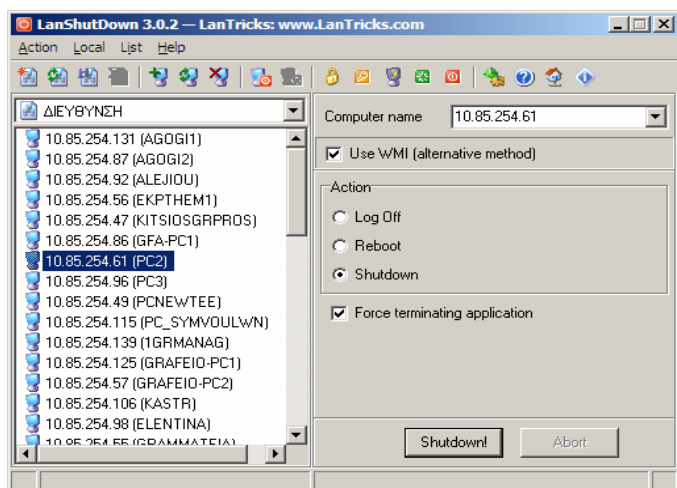 LanShutDown 3.0.2 — LanTricks: www.LanTricks.com
Action Local List Help
ΔΙΕΥΘΥΝΣΗ
10.85.254.131 (AGOGI1)
10.85.254.87 (AGOGI2)
10.85.254.92 (ALEJIOU)
10.85.254.56 (EKPTHEM1)
10.85.254.47 (KITSIOSGRPROS)
10.85.254.86 (GFA-PC1)
10.85.254.61 (PC2)
10.85.254.96 (PC3)
10.85.254.49 (PCNEWTEE)
10.85.254.115 (PC_SYMVOULWN)
10.85.254.139 (1GRMANAG)
10.85.254.125 (GRAFEIO-PC1)
10.85.254.57 (GRAFEIO-PC2)
10.85.254.106 (KASTR)
10.85.254.98 (ELENTINA)
10.85.254.55 (GRAMMATEIA)
Computer name 10.85.254.61
Use WMI (alternative method)
Action
Log Off
Reboot
Shutdown
Force terminating application
Shutdown! Abort